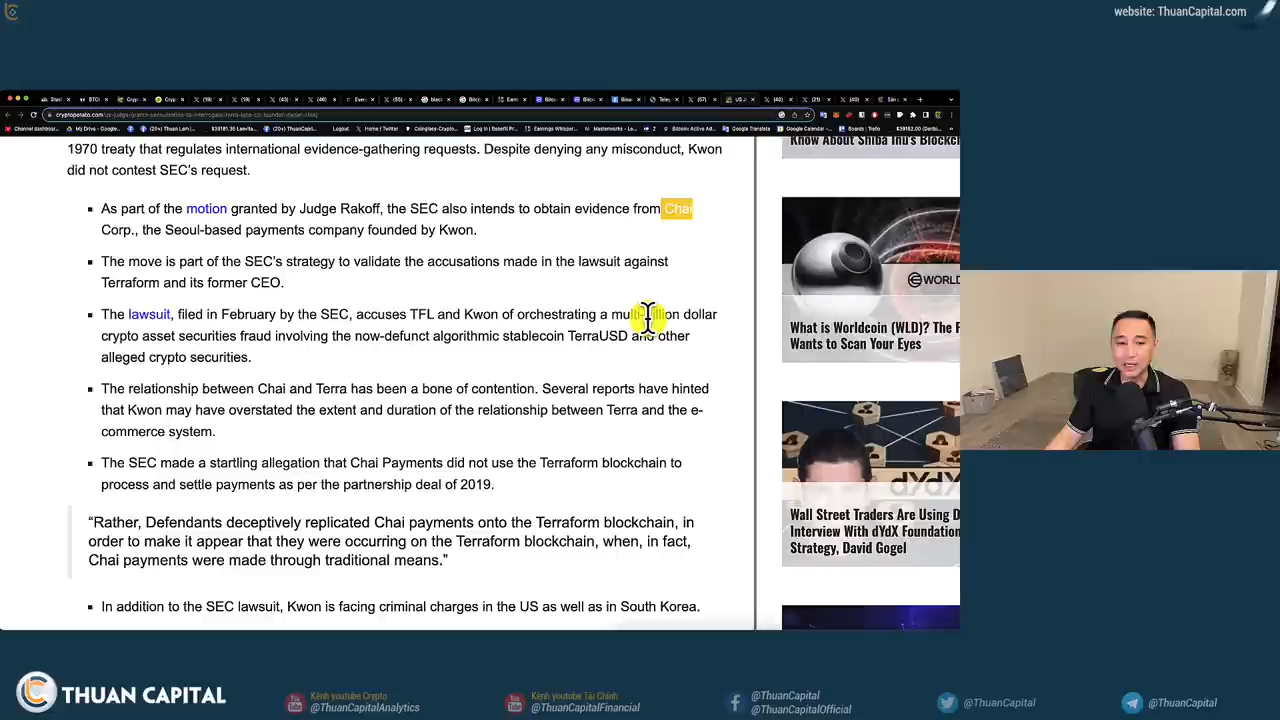 website: ThuanCapital.com
1970 treaty that regulates international evidence-gathering requests. Despite denying any misconduct, Kwon
did not contest SEC's request.
As part of the motion granted by Judge Rakoff, the SEC also intends to obtain evidence from Chai
Corp., the Seoul-based payments company founded by Kwon.
The move is part of the SEC's strategy to validate the accusations made in the lawsuit against
Terraform and its former CEO.
The lawsuit, filed in February by the SEC, accuses TFL and Kwon of orchestrating a dollar
crypto asset securities fraud involving the now-defunct algorithmic stablecoin TerraUSD and other
alleged crypto securities.
The relationship between Chai and Terra has been a bone of contention. Several reports have hinted
that Kwon may have overstated the extent and duration of the relationship between Terra and the e-
commerce system.
The SEC made a startling allegation that Chai Payments did not use the Terraform blockchain to
process and settle payments as per the partnership deal of 2019.
“Rather, Defendants deceptively replicated Chai payments onto the Terraform blockchain, in
order to make it appear that they were occurring on the Terraform blockchain, when, in fact,
Chai payments were made through traditional means.”
In addition to the SEC lawsuit, Kwon is facing criminal charges in the US as well as in South Korea.
Know About Shiba Inu's
WORLD
What is Worldcoin (WLD)? The
Wants to Scan Your Eyes
dYdX
Wall Street Traders Are Using
Interview With dYdX Foundation
Strategy, David Gogel
THUAN CAPITAL
Kênh youtube Crypto
@ThuanCapitalAnalytics
Kênh youtube Tài Chính
@ThuanCapitalFinancial
@ThuanCapital
@ThuanCapitalOfficial
@ThuanCapital
@ThuanCapital